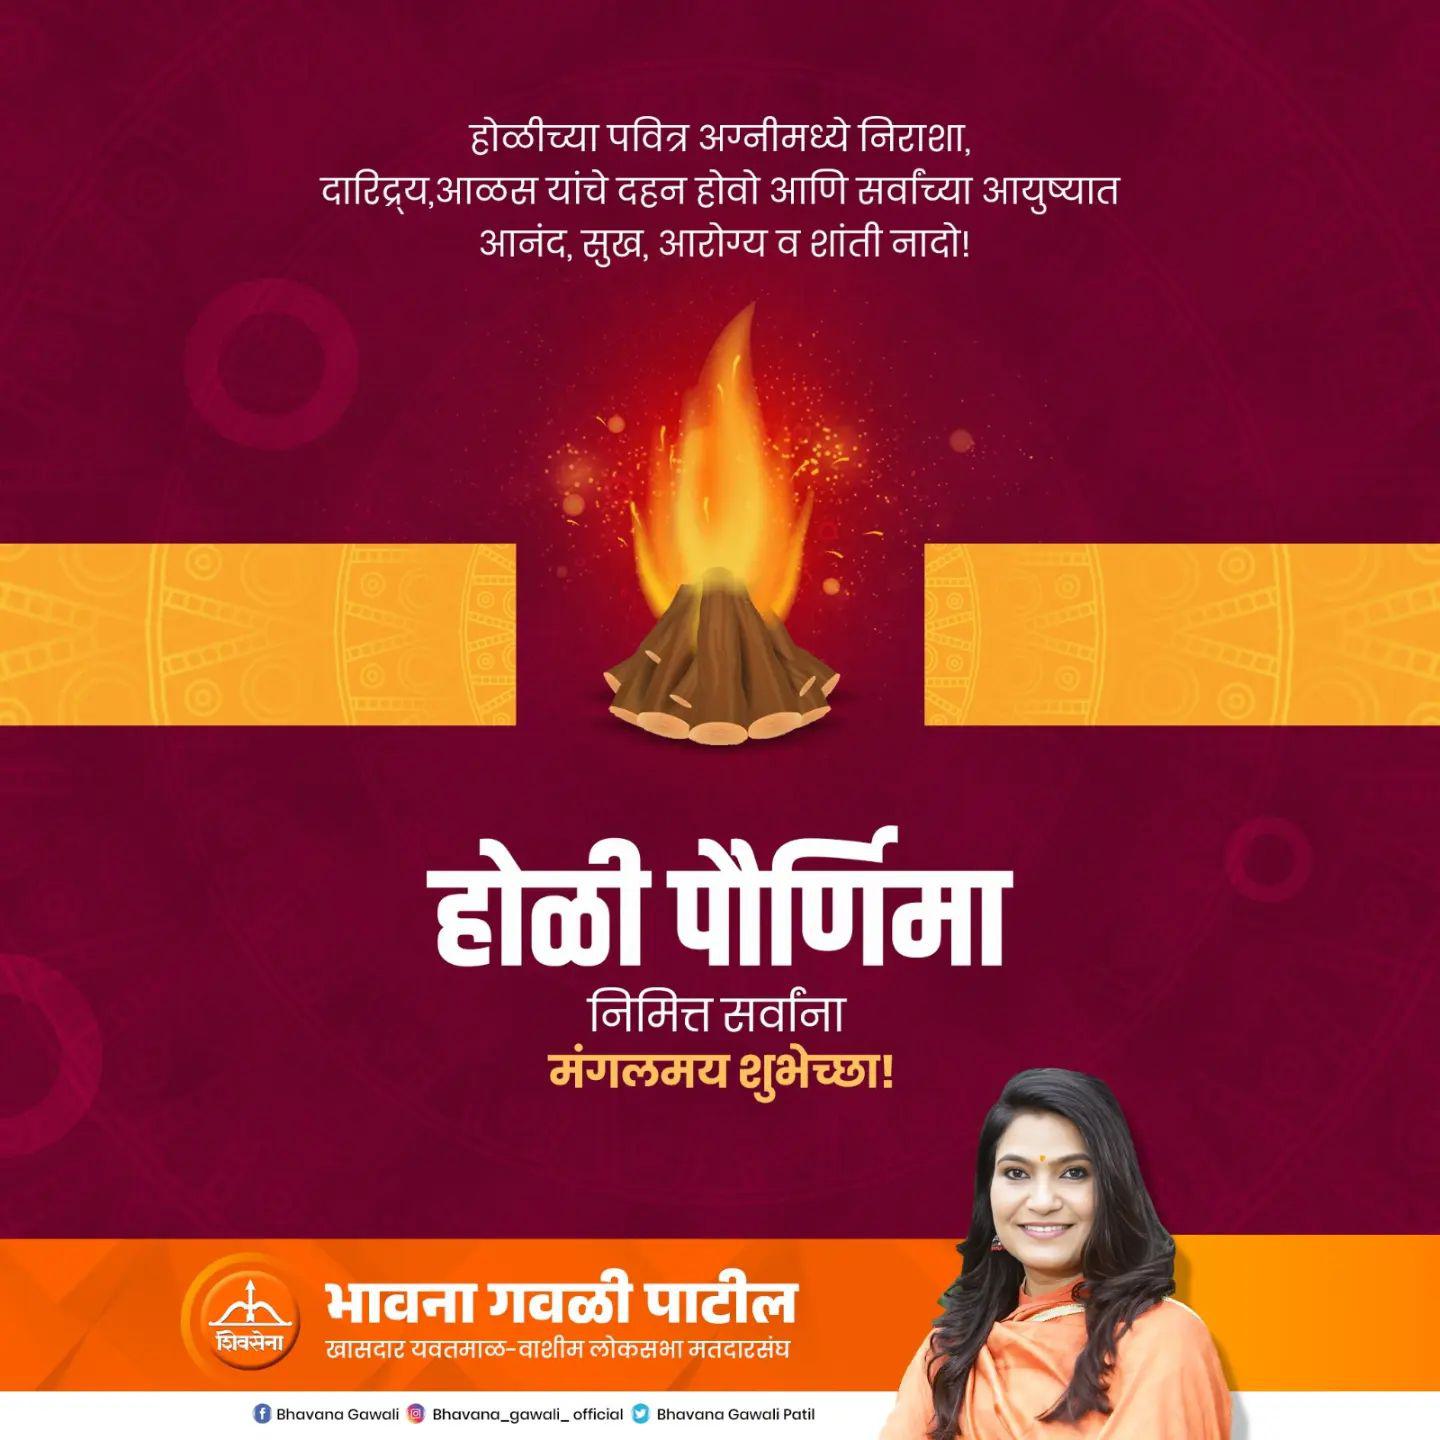 होळीच्या पवित्र अग्नीमध्ये निराशा,
दारिद्र्य,आळस यांचे दहन होवो आणि सर्वांच्या आयुष्यात
आनंद, सुख, आरोग्य व शांती नादो!
होळी पौर्णिमा
निमित्त सर्वांना
मंगलमय शुभेच्छा!
शिवसेना
भावना गवळी पाटील
खासदार यवतमाळ-वाशीम लोकसभा मतदारसंघ
Bhavana Gawali Bhavana_gawali_ official Bhavana Gawali Patil